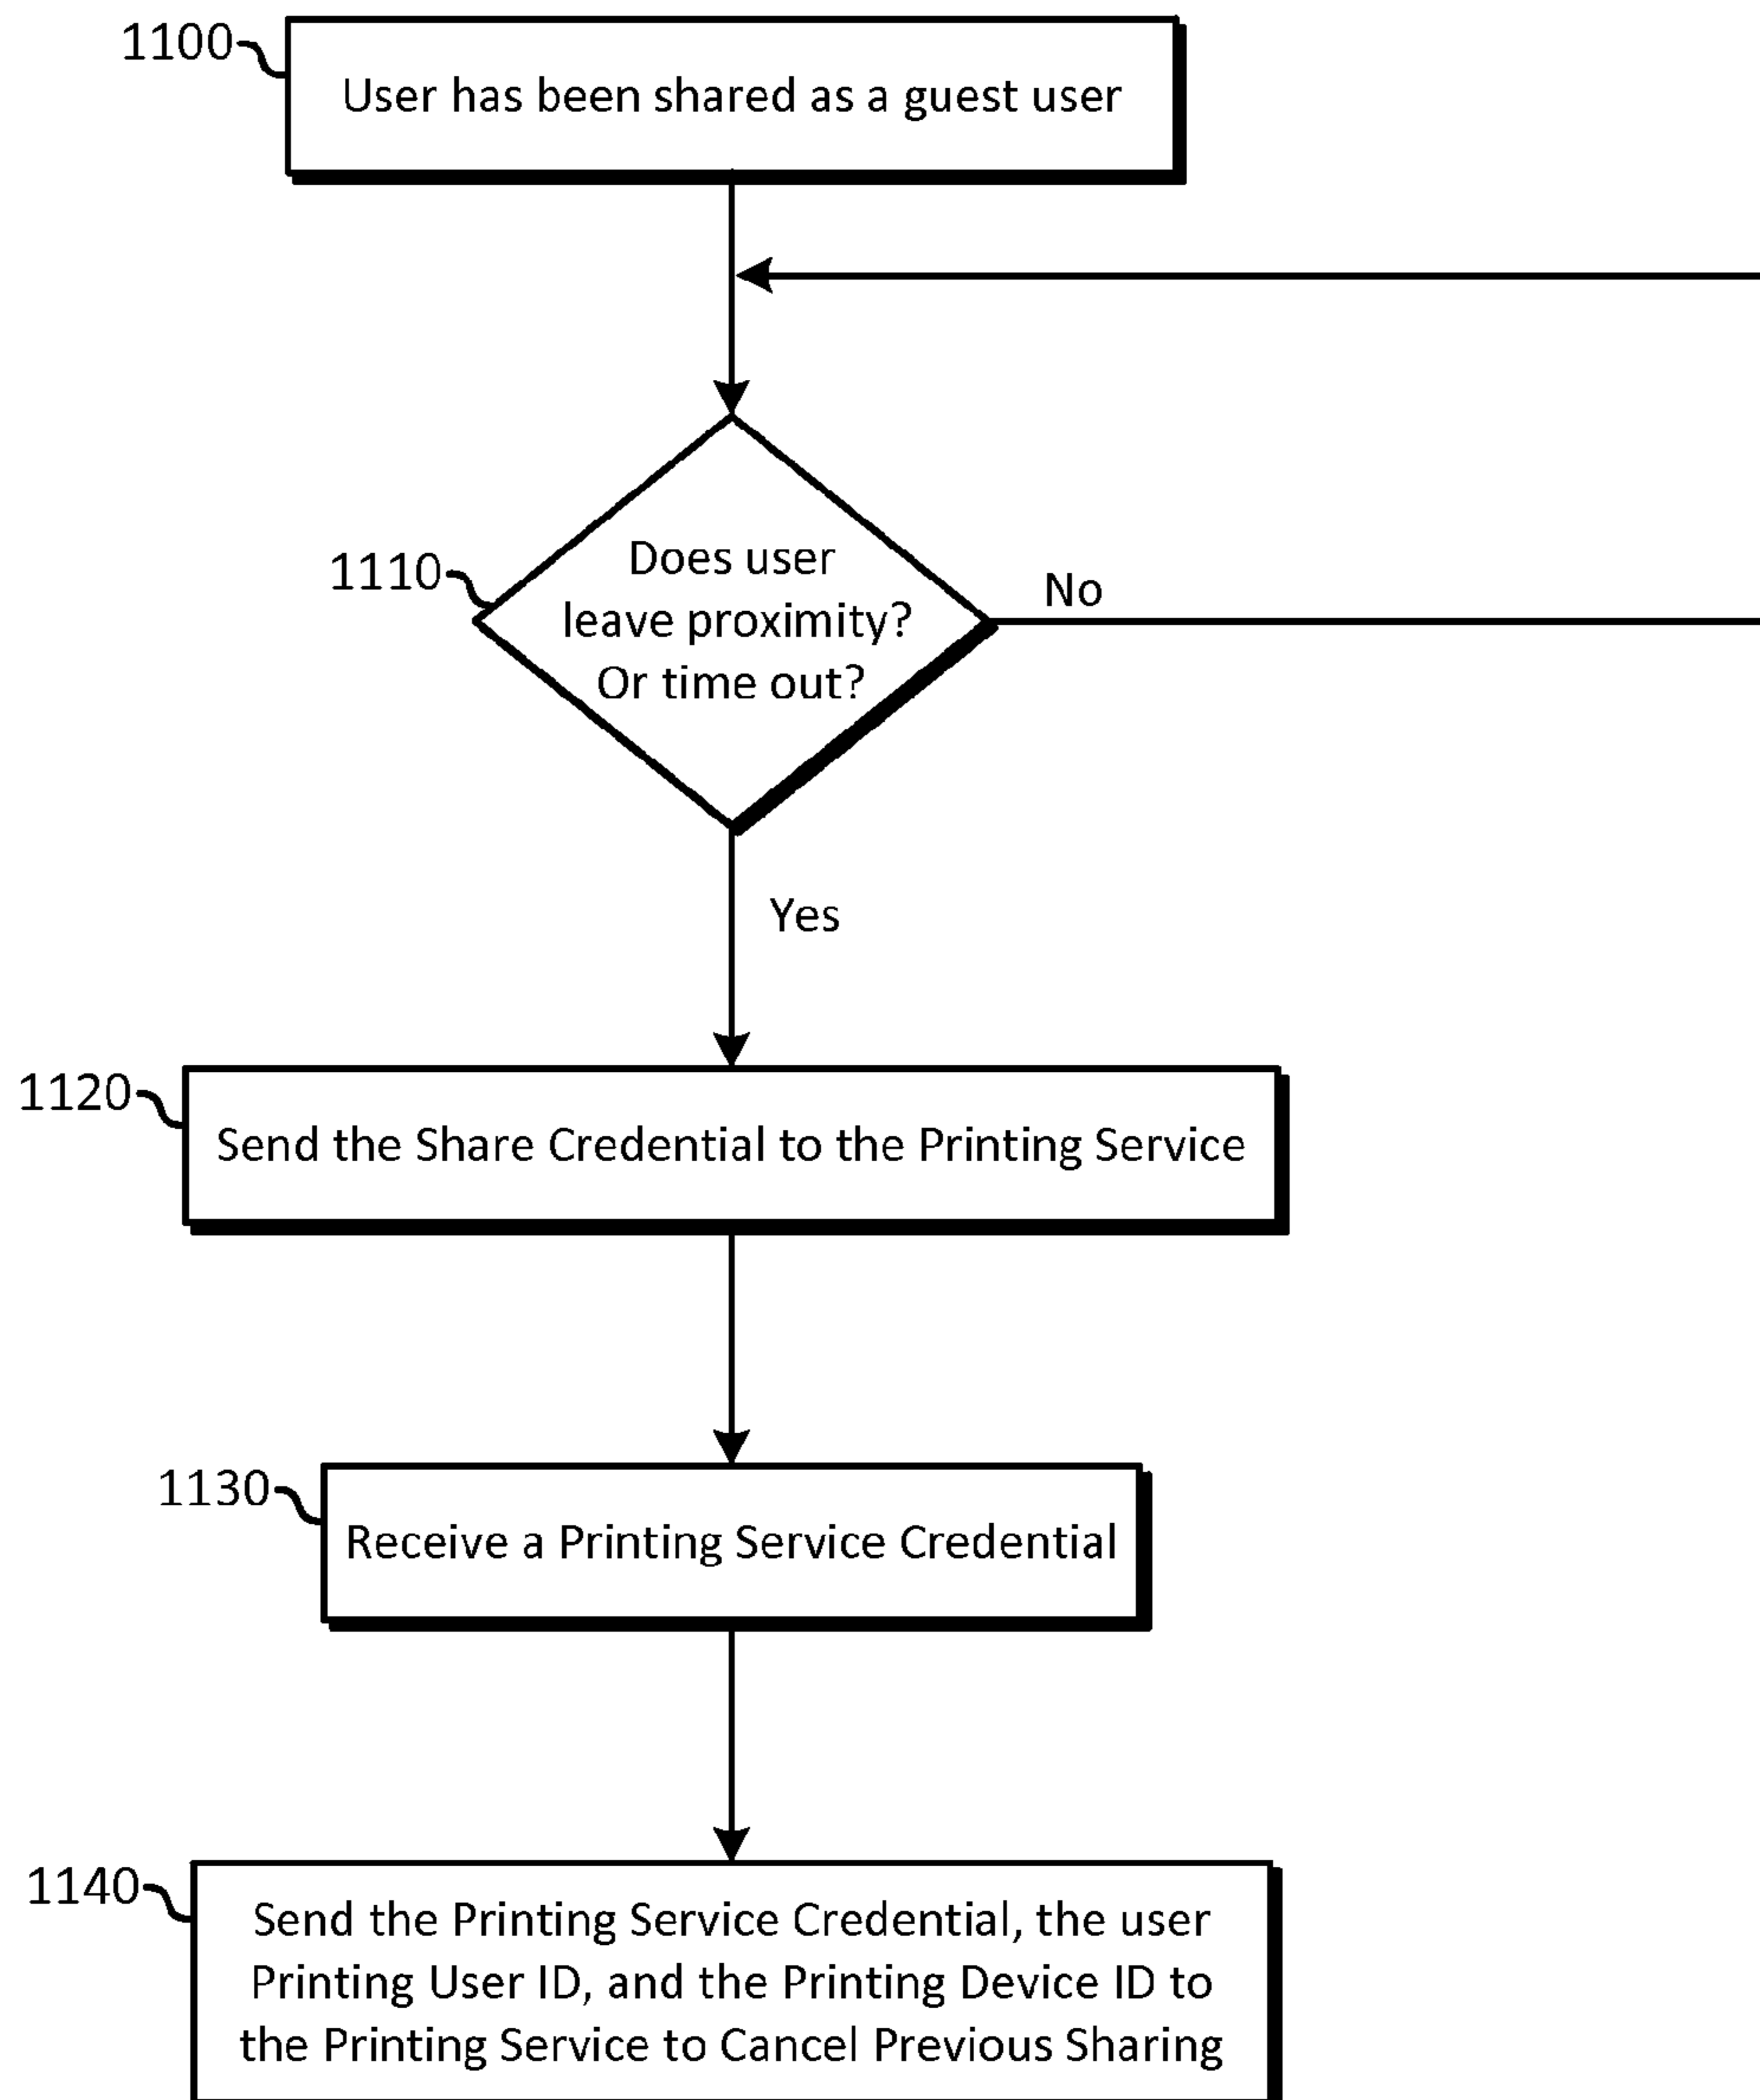 1100
User has been shared as a guest user
1110
Does user
leave proximity?
Or time out?
No
Yes
1120
Send the Share Credential to the Printing Service
1130
Receive a Printing Service Credential
1140
Send the Printing Service Credential, the user
Printing User ID, and the Printing Device ID to
the Printing Service to Cancel Previous Sharing